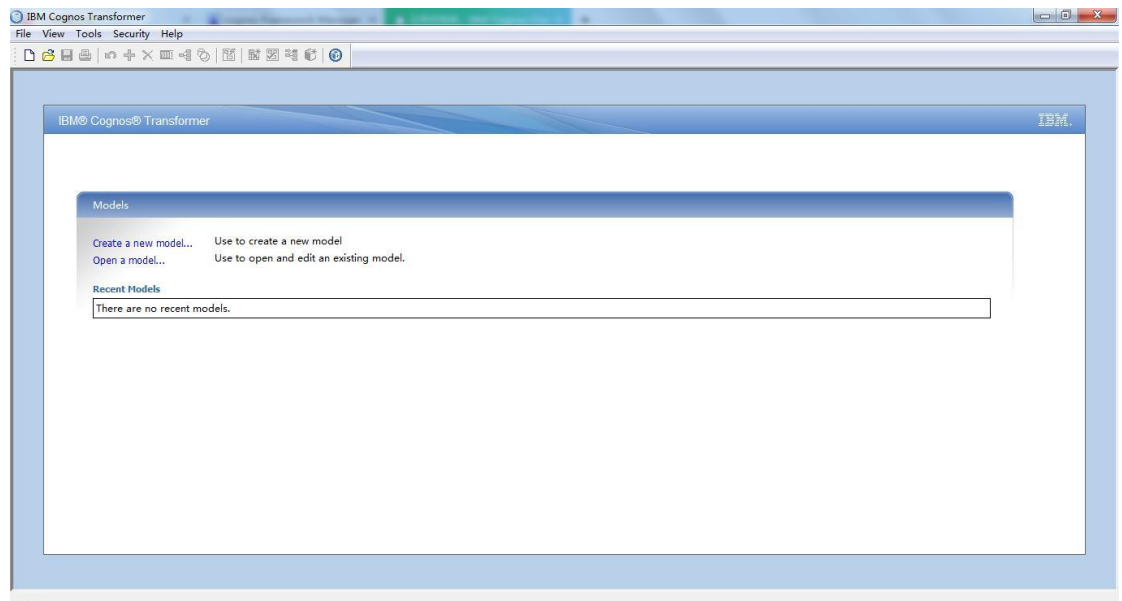 IBM Cognos Transformer
File View Tools Security Help
IBM® Cognos® Transformer
IBM.
Models
Create a new model... Use to create a new model
Open a model... Use to open and edit an existing model.
Recent Models
There are no recent models.